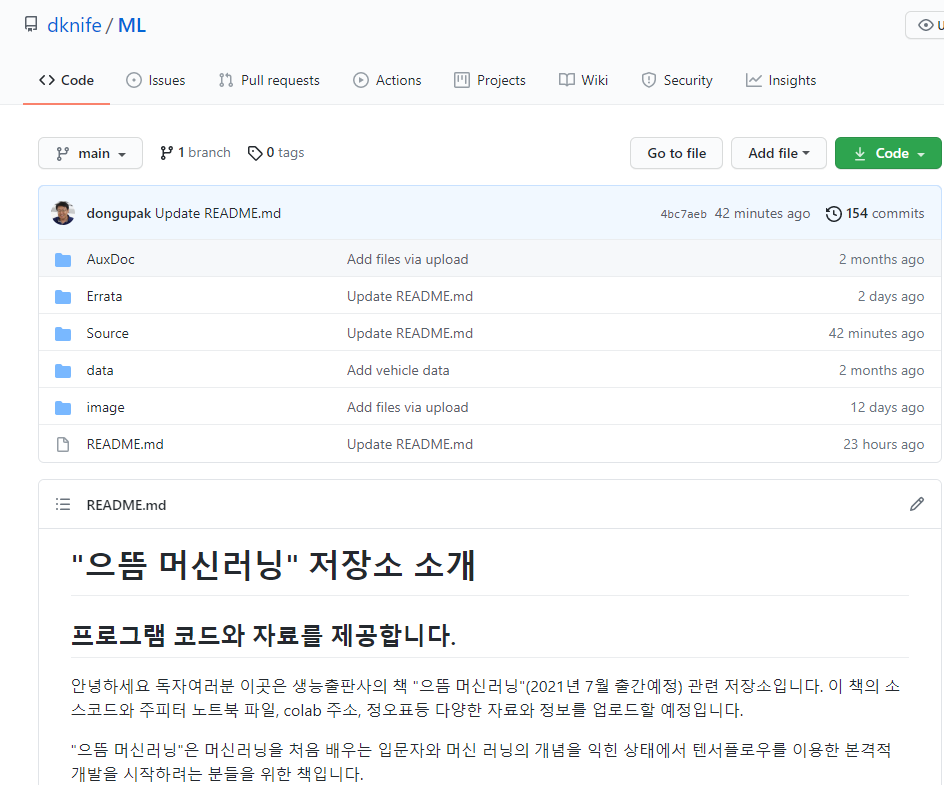 dknife / ML
Code Issues Pull requests Actions Projects Wiki Security Insights
main 1 branch 0 tags Go to file Add file Code
dongupak Update README.md 4bc7aeb 42 minutes ago 154 commits
AuxDoc Add files via upload 2 months ago
Errata Update README.md 2 days ago
Source Update README.md 42 minutes ago
data Add vehicle data 2 months ago
image Add files via upload 12 days ago
README.md Update README.md 23 hours ago
README.md
"으뜸 머신러닝" 저장소 소개
프로그램 코드와 자료를 제공합니다.
안녕하세요 독자여러분 이곳은 생능출판사의 책 "으뜸 머신러닝"(2021년 7월 출간예정) 관련 저장소입니다. 이 책의 소
스코드와 주피터 노트북 파일, colab 주소, 정오표등 다양한 자료와 정보를 업로드할 예정입니다.
"으뜸 머신러닝"은 머신러닝을 처음 배우는 입문자와 머신 러닝의 개념을 익힌 상태에서 텐서플로우를 이용한 본격적
개발을 시작하려는 분들을 위한 책입니다.